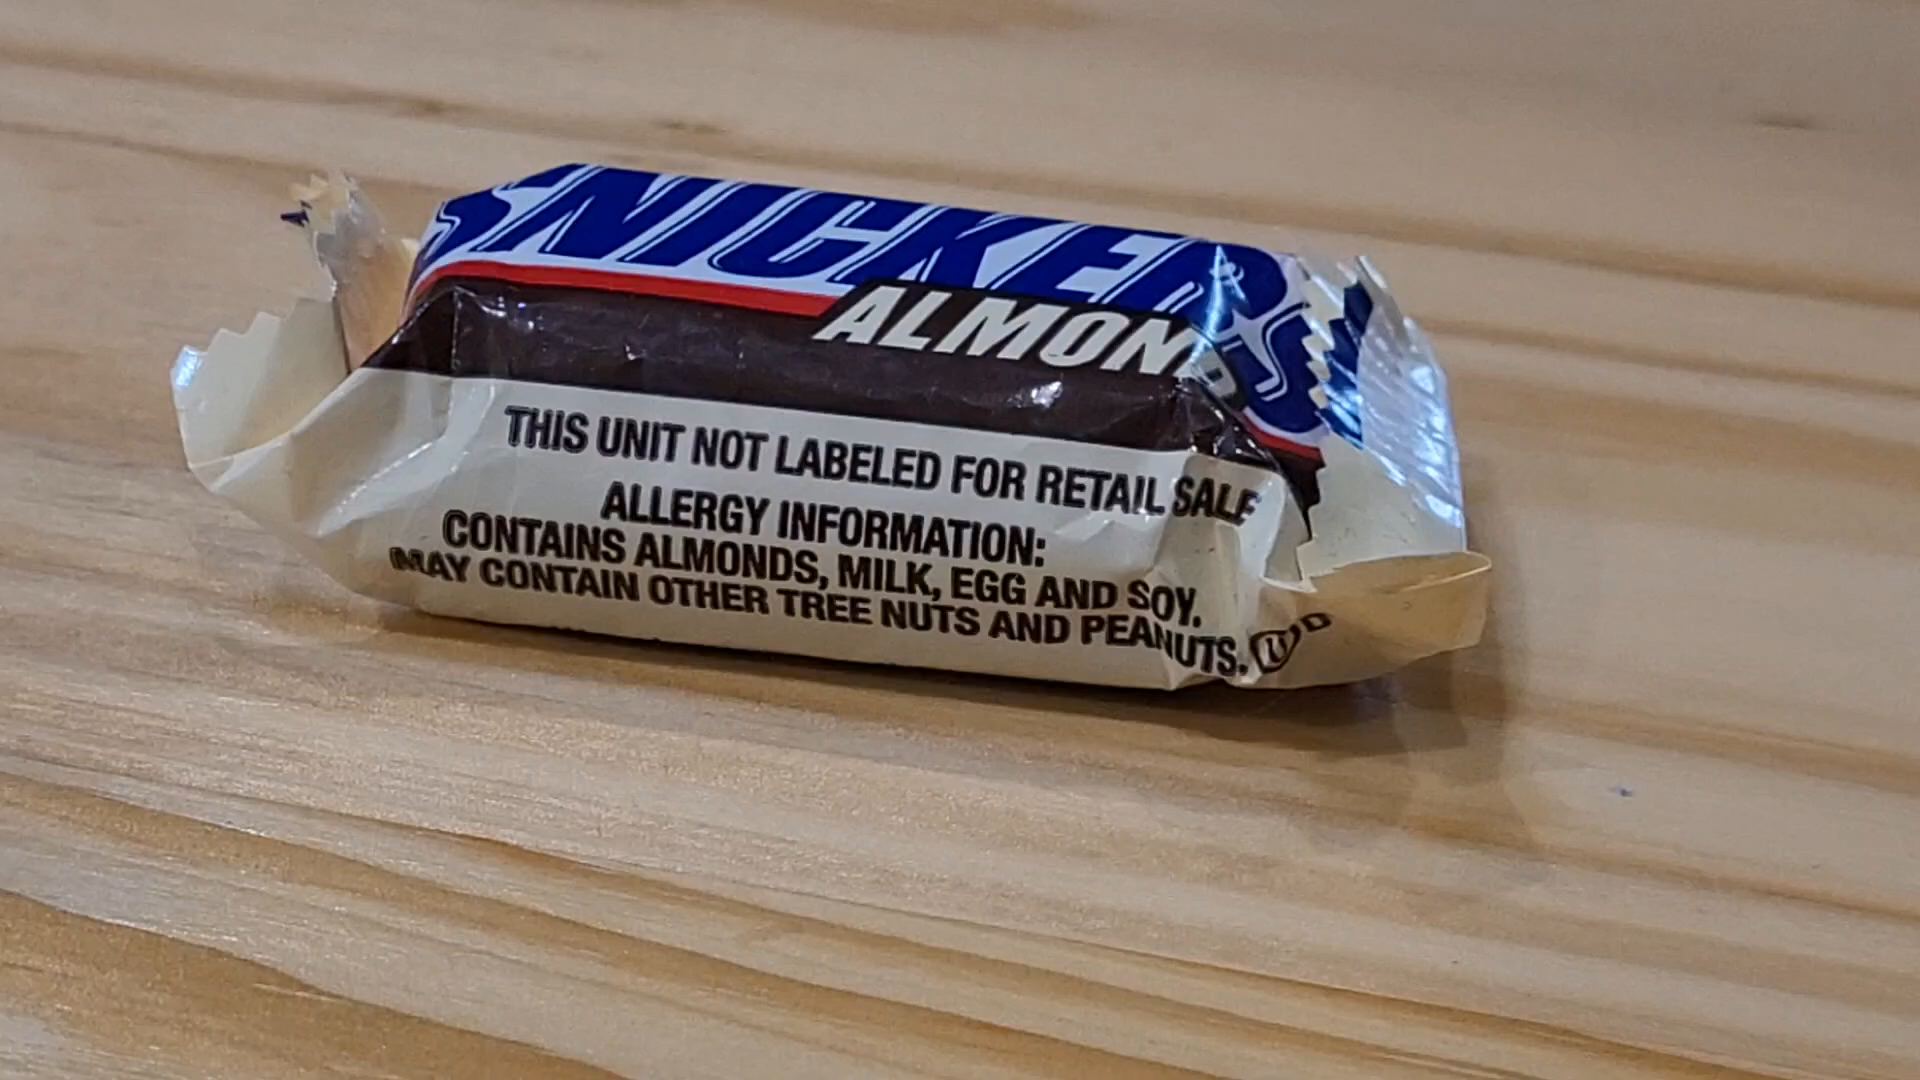 SNICKERS
ALMOND
THIS UNIT NOT LABELED FOR RETAIL SALE
ALLERGY INFORMATION:
CONTAINS ALMONDS, MILK, EGG AND SOY.
MAY CONTAIN OTHER TREE NUTS AND PEANUTS. Ⓤ D